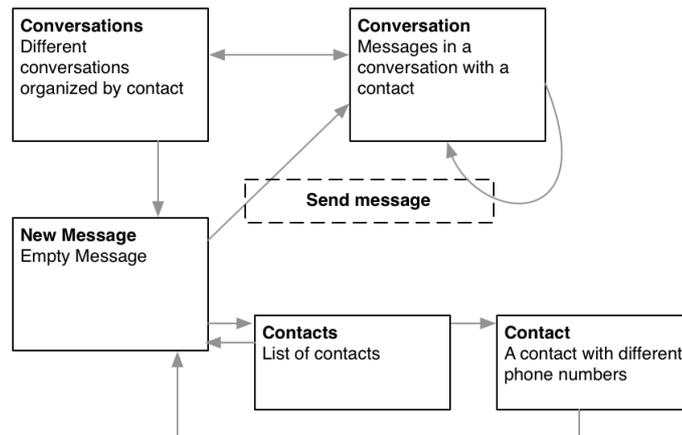 Conversations
Different
conversations
organized by contact
Conversation
Messages in a
conversation with a
contact
Send message
New Message
Empty Message
Contacts
List of contacts
Contact
A contact with different
phone numbers